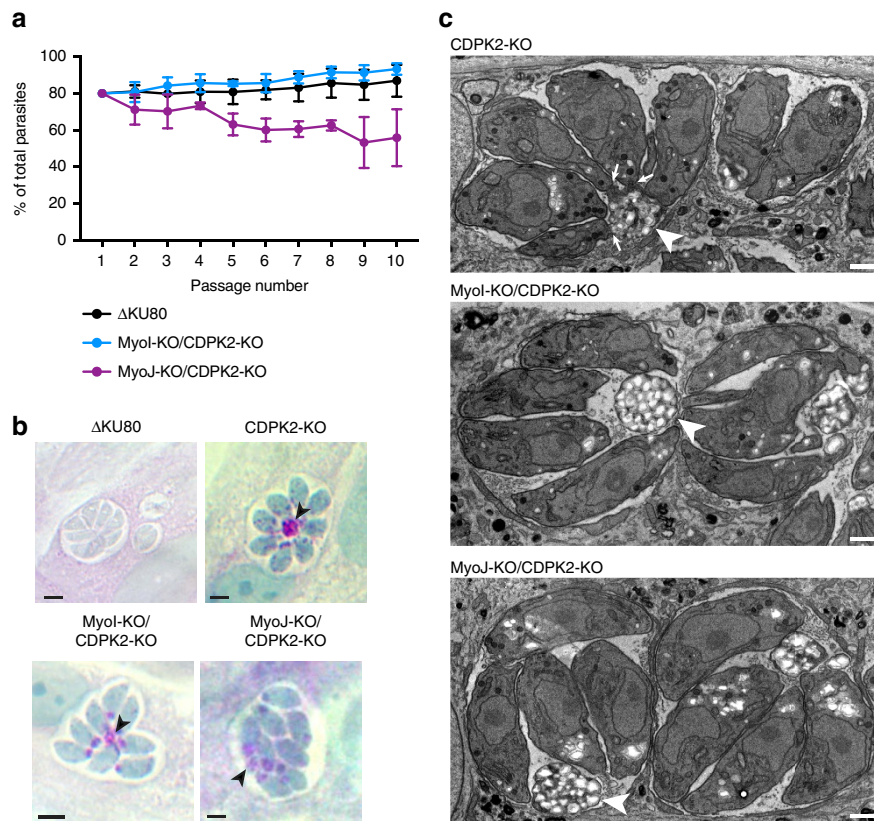 a
% of total parasites
100
80
60
40
20
0
1 2 3 4 5 6 7 8 9 10
Passage number
ΔKU80
MyoI-KO/CDPK2-KO
MyoJ-KO/CDPK2-KO
b
ΔKU80
CDPK2-KO
MyoI-KO/
CDPK2-KO
MyoJ-KO/
CDPK2-KO
c
CDPK2-KO
MyoI-KO/CDPK2-KO
MyoJ-KO/CDPK2-KO